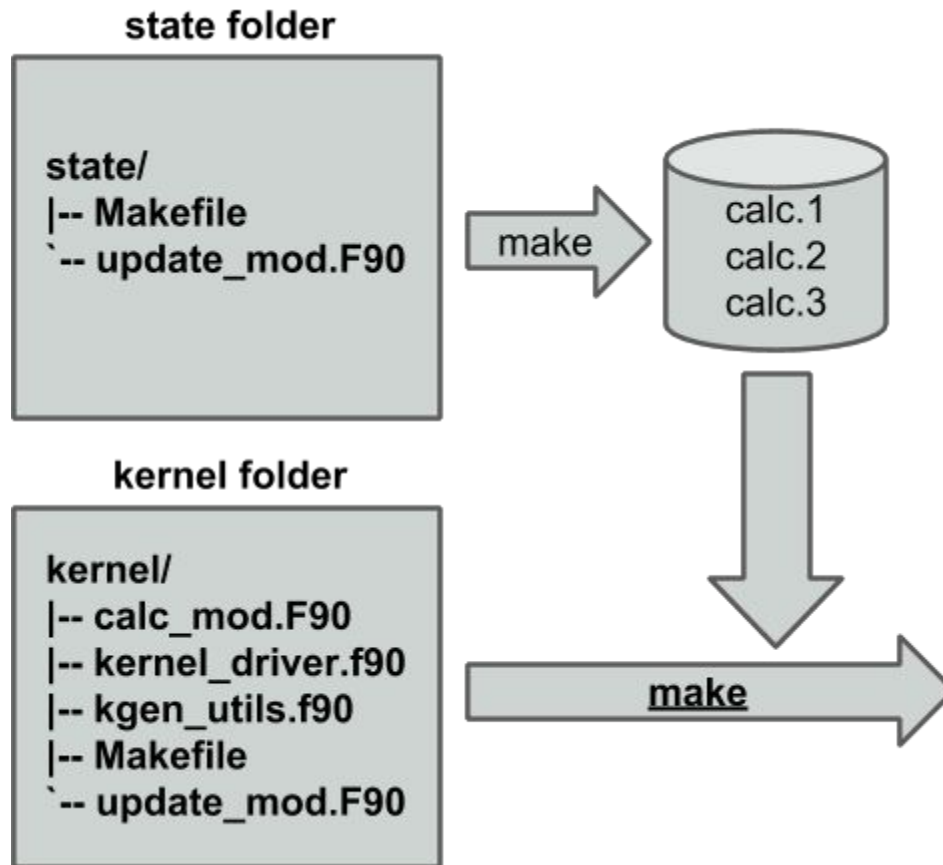 state folder
state/
|-- Makefile
`-- update_mod.F90
make
calc.1
calc.2
calc.3
kernel folder
kernel/
|-- calc_mod.F90
|-- kernel_driver.f90
|-- kgen_utils.f90
|-- Makefile
`-- update_mod.F90
make